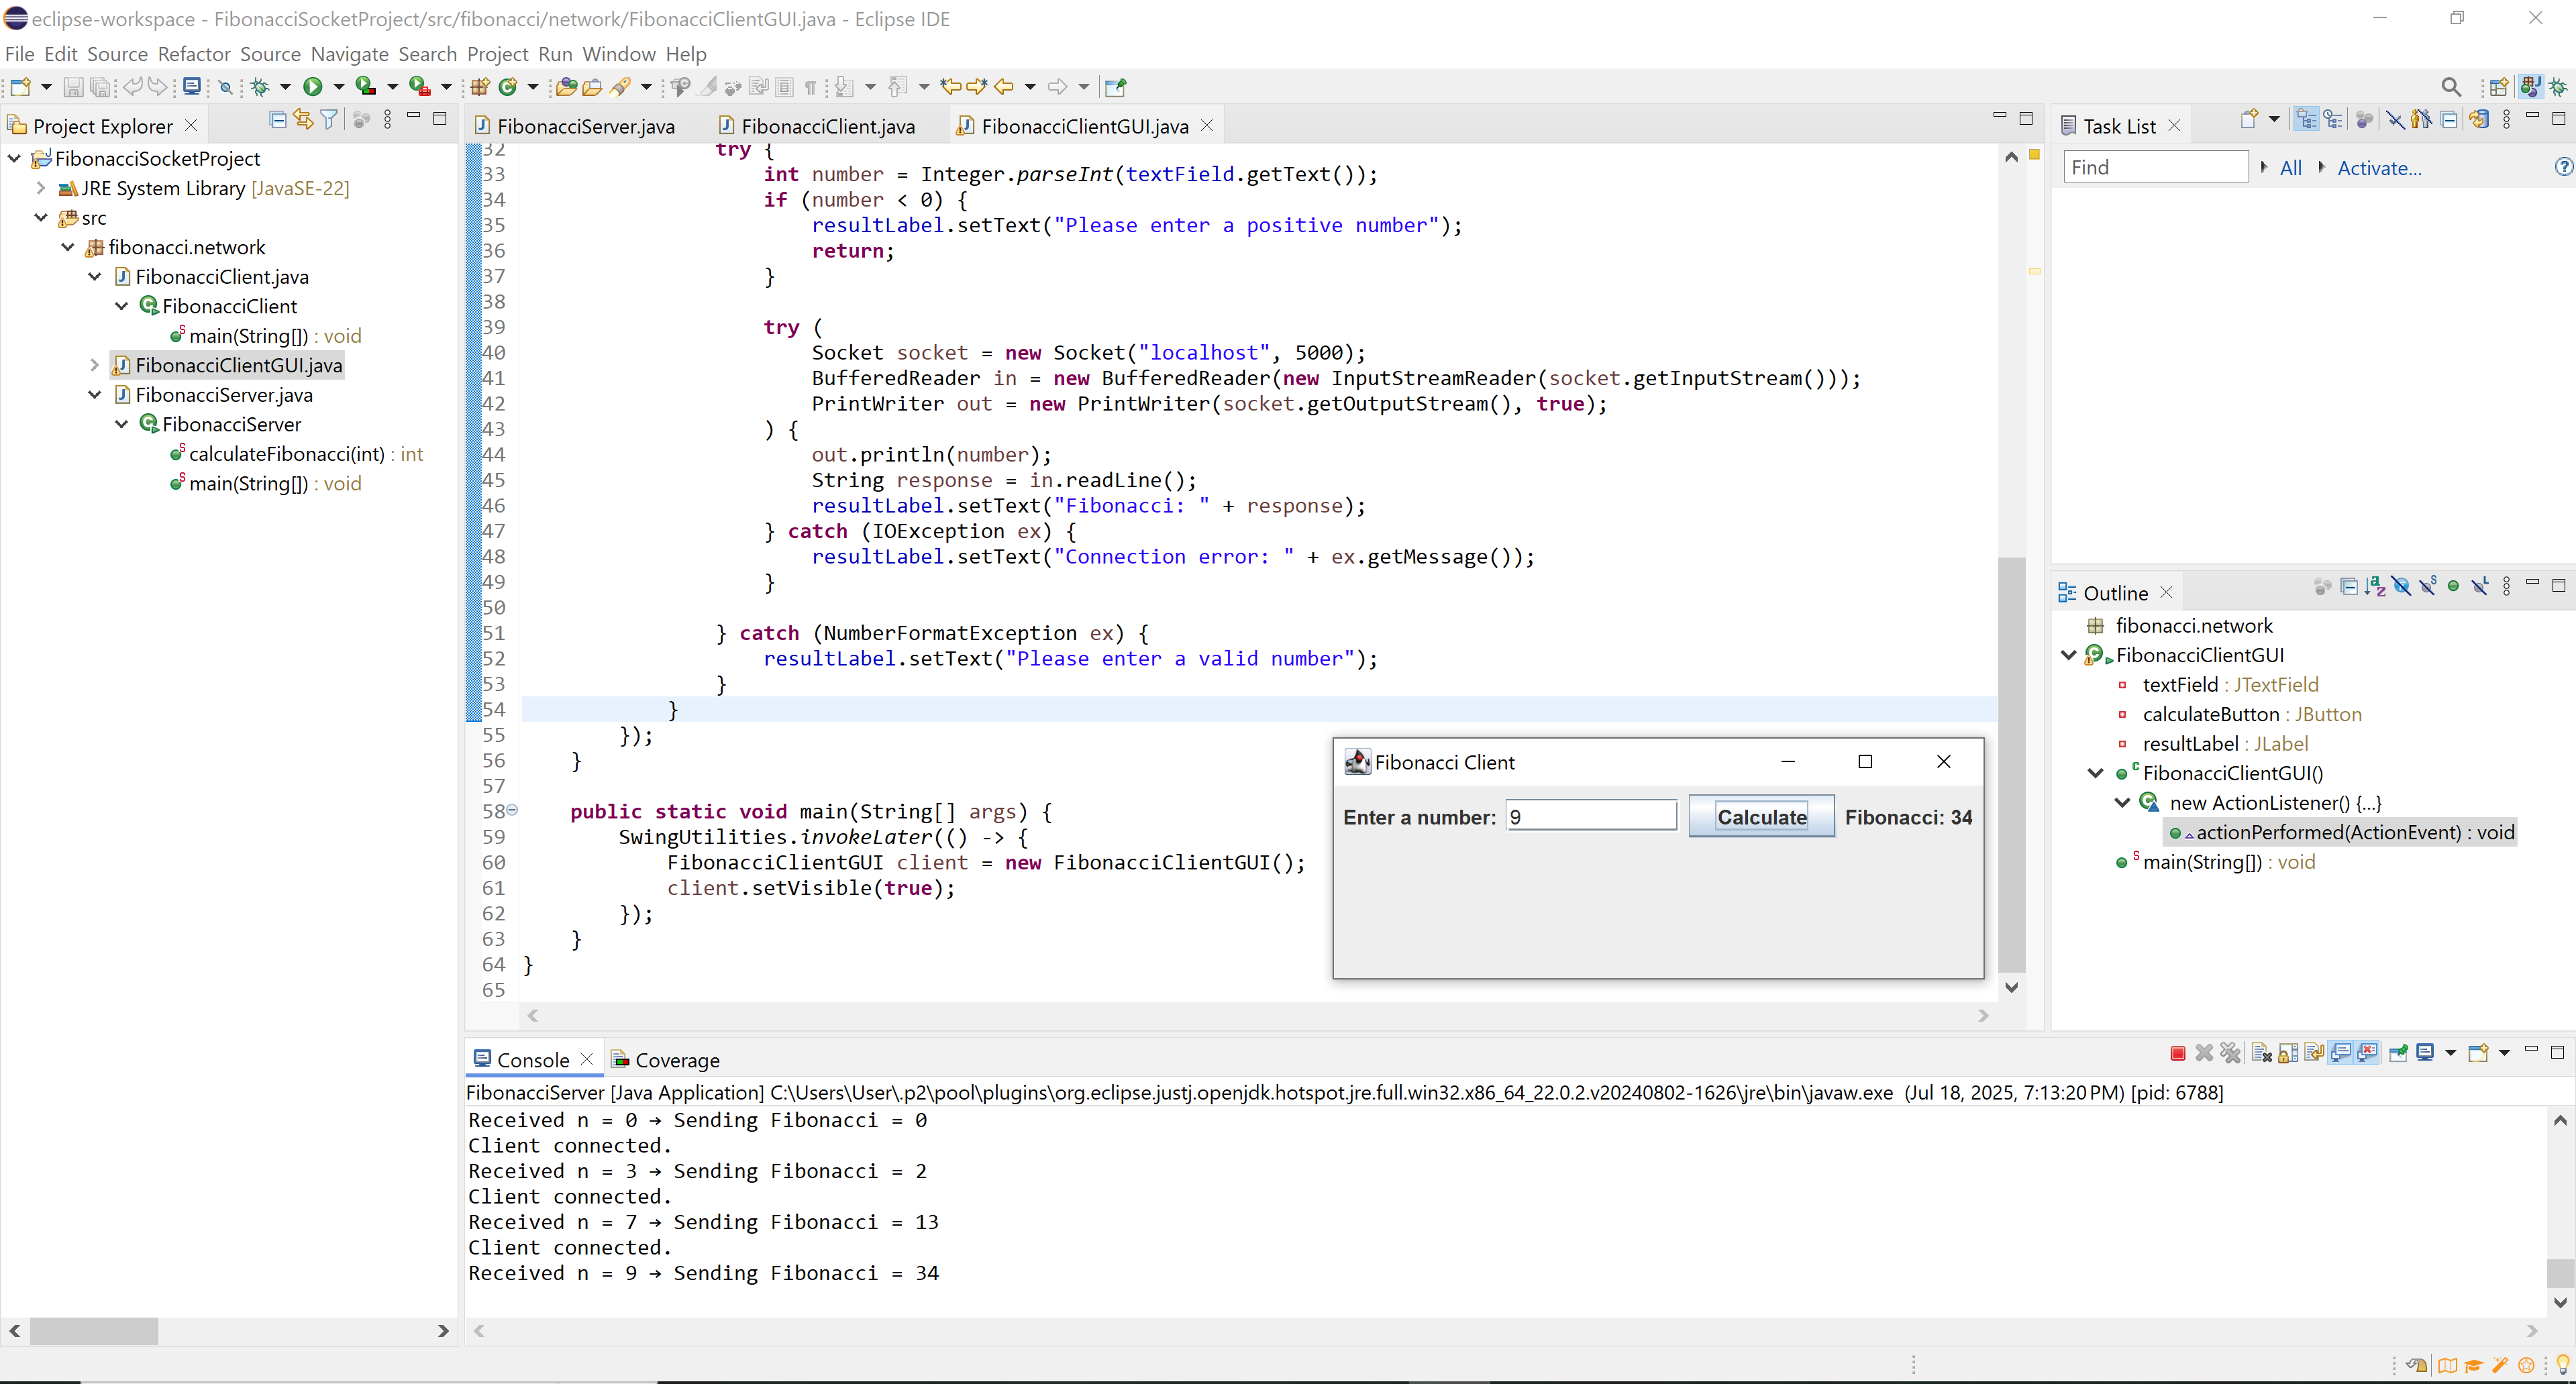 eclipse-workspace - FibonacciSocketProject/src/fibonacci/network/FibonacciClientGUI.java - Eclipse IDE
File Edit Source Refactor Source Navigate Search Project Run Window Help
Project Explorer
FibonacciSocketProject
JRE System Library [JavaSE-22]
src
fibonacci.network
FibonacciClient.java
FibonacciClient
main(String[]) : void
FibonacciClientGUI.java
FibonacciServer.java
FibonacciServer
calculateFibonacci(int) : int
main(String[]) : void
FibonacciServer.java FibonacciClient.java FibonacciClientGUI.java
32 try {
33 int number = Integer.parseInt(textField.getText());
34 if (number < 0) {
35 resultLabel.setText("Please enter a positive number");
36 return;
37 }
38
39 try (
40 Socket socket = new Socket("localhost", 5000);
41 BufferedReader in = new BufferedReader(new InputStreamReader(socket.getInputStream()));
42 PrintWriter out = new PrintWriter(socket.getOutputStream(), true);
43 ) {
44 out.println(number);
45 String response = in.readLine();
46 resultLabel.setText("Fibonacci: " + response);
47 } catch (IOException ex) {
48 resultLabel.setText("Connection error: " + ex.getMessage());
49 }
50
51 } catch (NumberFormatException ex) {
52 resultLabel.setText("Please enter a valid number");
53 }
54 }
55 });
56 }
57
58 public static void main(String[] args) {
59 SwingUtilities.invokeLater(() -> {
60 FibonacciClientGUI client = new FibonacciClientGUI();
61 client.setVisible(true);
62 });
63 }
64 }
65
Fibonacci Client
Enter a number: 9 Calculate Fibonacci: 34
Task List
Find All Activate...
Outline
fibonacci.network
FibonacciClientGUI
textField : JTextField
calculateButton : JButton
resultLabel : JLabel
FibonacciClientGUI()
new ActionListener() {...}
actionPerformed(ActionEvent) : void
main(String[]) : void
Console Coverage
FibonacciServer [Java Application] C:\Users\User\.p2\pool\plugins\org.eclipse.justj.openjdk.hotspot.jre.full.win32.x86_64_22.0.2.v20240802-1626\jre\bin\javaw.exe (Jul 18, 2025, 7:13:20 PM) [pid: 6788]
Received n = 0 → Sending Fibonacci = 0
Client connected.
Received n = 3 → Sending Fibonacci = 2
Client connected.
Received n = 7 → Sending Fibonacci = 13
Client connected.
Received n = 9 → Sending Fibonacci = 34